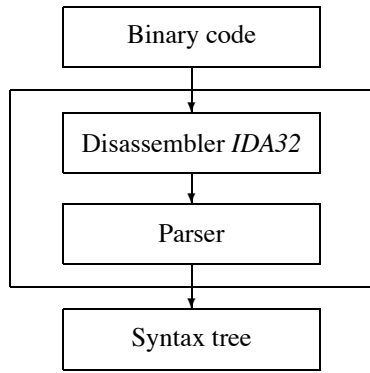 Binary code
Disassembler IDA32
Parser
Syntax tree